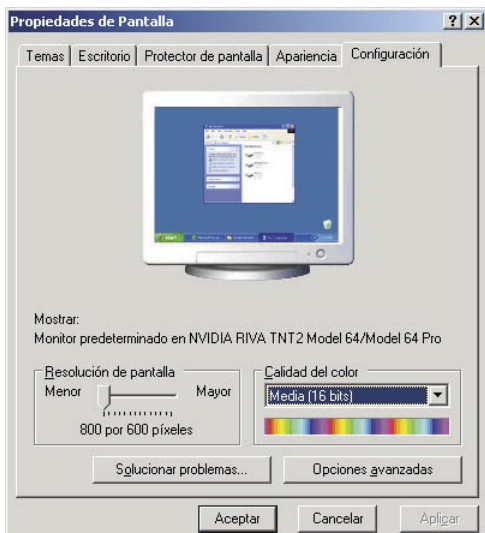 Propiedades de Pantalla
Temas Escritorio Protector de pantalla Apariencia Configuración
Mostrar:
Monitor predeterminado en NVIDIA RIVA TNT2 Model 64/Model 64 Pro
Resolución de pantalla
Menor Mayor
800 por 600 píxeles
Calidad del color
Media (16 bits)
Solucionar problemas... Opciones avanzadas
Aceptar Cancelar Aplicar